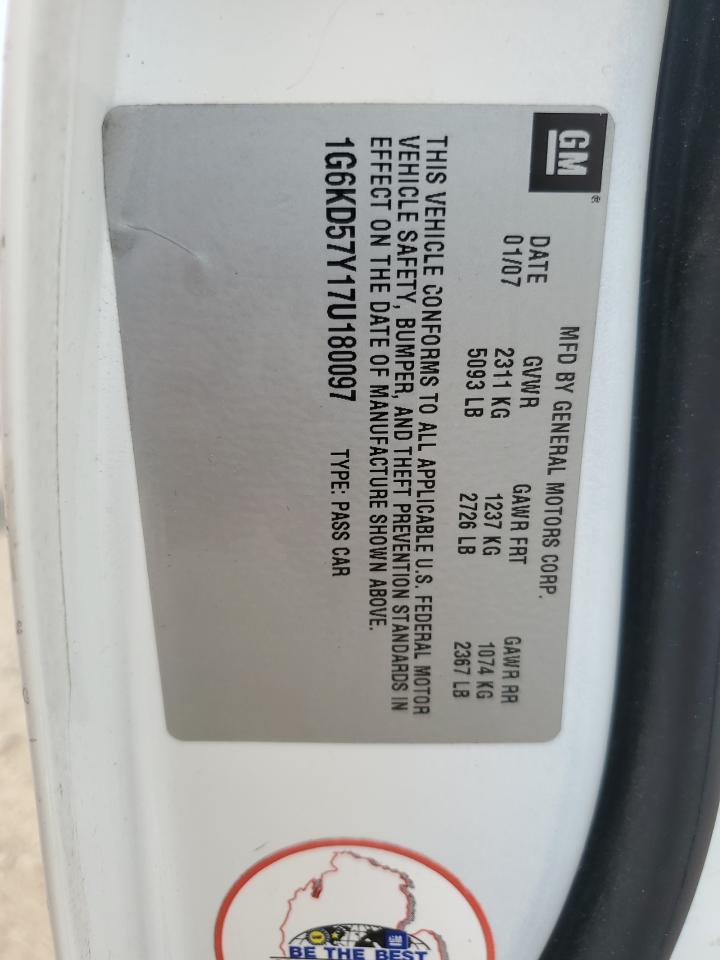 GM®
MFD BY GENERAL MOTORS CORP.
DATE GVWR GAWR FRT GAWR RR
01/07 2311 KG 1237 KG 1074 KG
5093 LB 2726 LB 2367 LB
THIS VEHICLE CONFORMS TO ALL APPLICABLE U.S. FEDERAL MOTOR
VEHICLE SAFETY, BUMPER, AND THEFT PREVENTION STANDARDS IN
EFFECT ON THE DATE OF MANUFACTURE SHOWN ABOVE.
1G6KD57Y17U180097 TYPE: PASS CAR
GM
BE THE BEST